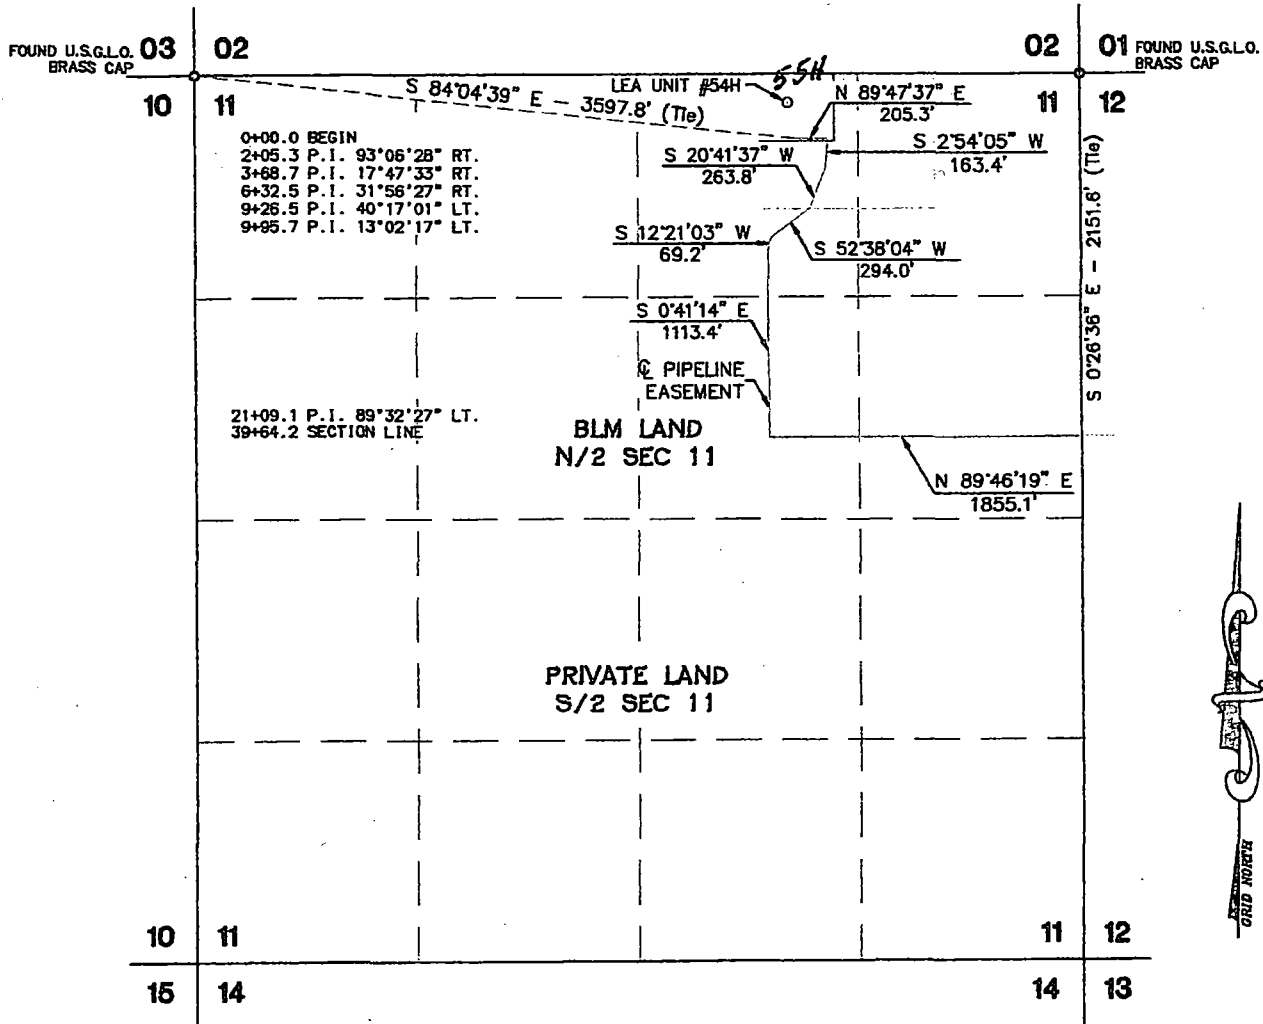 FOUND U.S.G.L.O. 03 02
BRASS CAP
02 01 FOUND U.S.G.L.O.
BRASS CAP
10 11
11 12
S 84°04'39" E - 3597.8' (Tie)
LEA UNIT #54H
55H
N 89°47'37" E
205.3'
0+00.0 BEGIN
2+05.3 P.I. 93°06'28" RT.
3+68.7 P.I. 17°47'33" RT.
6+32.5 P.I. 31°56'27" RT.
9+26.5 P.I. 40°17'01" LT.
9+95.7 P.I. 13°02'17" LT.
S 2°54'05" W
163.4'
S 20°41'37" W
263.8'
S 12°21'03" W
69.2'
S 52°38'04" W
294.0'
S 0°26'36" E - 2151.6' (Tie)
S 0°41'14" E
1113.4'
℄ PIPELINE
EASEMENT
21+09.1 P.I. 89°32'27" LT.
39+64.2 SECTION LINE
BLM LAND
N/2 SEC 11
N 89°46'19" E
1855.1'
PRIVATE LAND
S/2 SEC 11
GRID NORTH
10 11
11 12
15 14
14 13